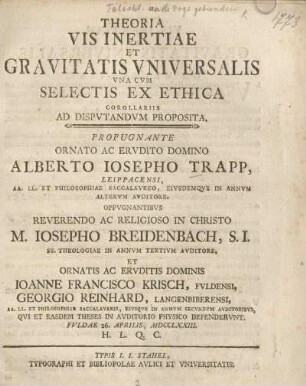 THEORIA
VIS INERTIAE
ET
GRAVITATIS VNIVERSALIS
VNA CVM
SELECTIS EX ETHICA
COROLLARIIS
AD DISPVTANDVM PROPOSITA,
PROPUGNANTE
ORNATO AC ERVDITO DOMINO
ALBERTO IOSEPHO TRAPP,
LEIPPACENSI,
AA. LL. ET PHILOSOPHIAE BACCALAVREO, EIVSDEMQVE IN ANNVM
ALTERVM AVDITORE,
OPPVGNANTIBVS
REVERENDO AC RELIGIOSO IN CHRISTO
M. IOSEPHO BREIDENBACH, S. I.
SS. THEOLOGIAE IN ANNVM TERTIVM AVDITORE,
ET
ORNATIS AC ERVDITIS DOMINIS
IOANNE FRANCISCO KRISCH, FVLDENSI,
GEORGIO REINHARD, LANGENBIBERENSI,
AA. LL. ET PHILOSOPHIAE BACCALAVREIS, EIVSQVE IN ANNVM SECVNDVM AVDITORIBVS,
QVI ET EASDEM THESES IN AVDITORIO PHYSICO DEFENDERVNT.
FVLDAE 26. APRILIS, MDCCLXXIII.
H. L. Q. C.
TYPIS I. I. STAHEL,
TYPOGRAPHI ET BIBLIOPOLAE AVLICI ET VNIVERSITATIS.